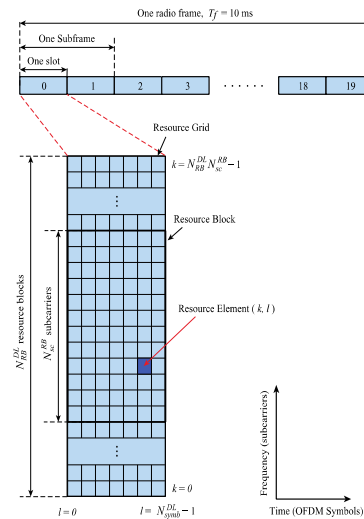 One radio frame, T_f = 10 ms
One Subframe
One slot
0 1 2 3 ...... 18 19
Resource Grid
k = N_RB^DL N_sc^RB − 1
⋮
Resource Block
N_RB^DL resource blocks
N_sc^RB subcarriers
Resource Element ( k, l )
Frequency (subcarriers)
⋮
k = 0
l = 0
l = N_symb^DL − 1
Time (OFDM Symbols)